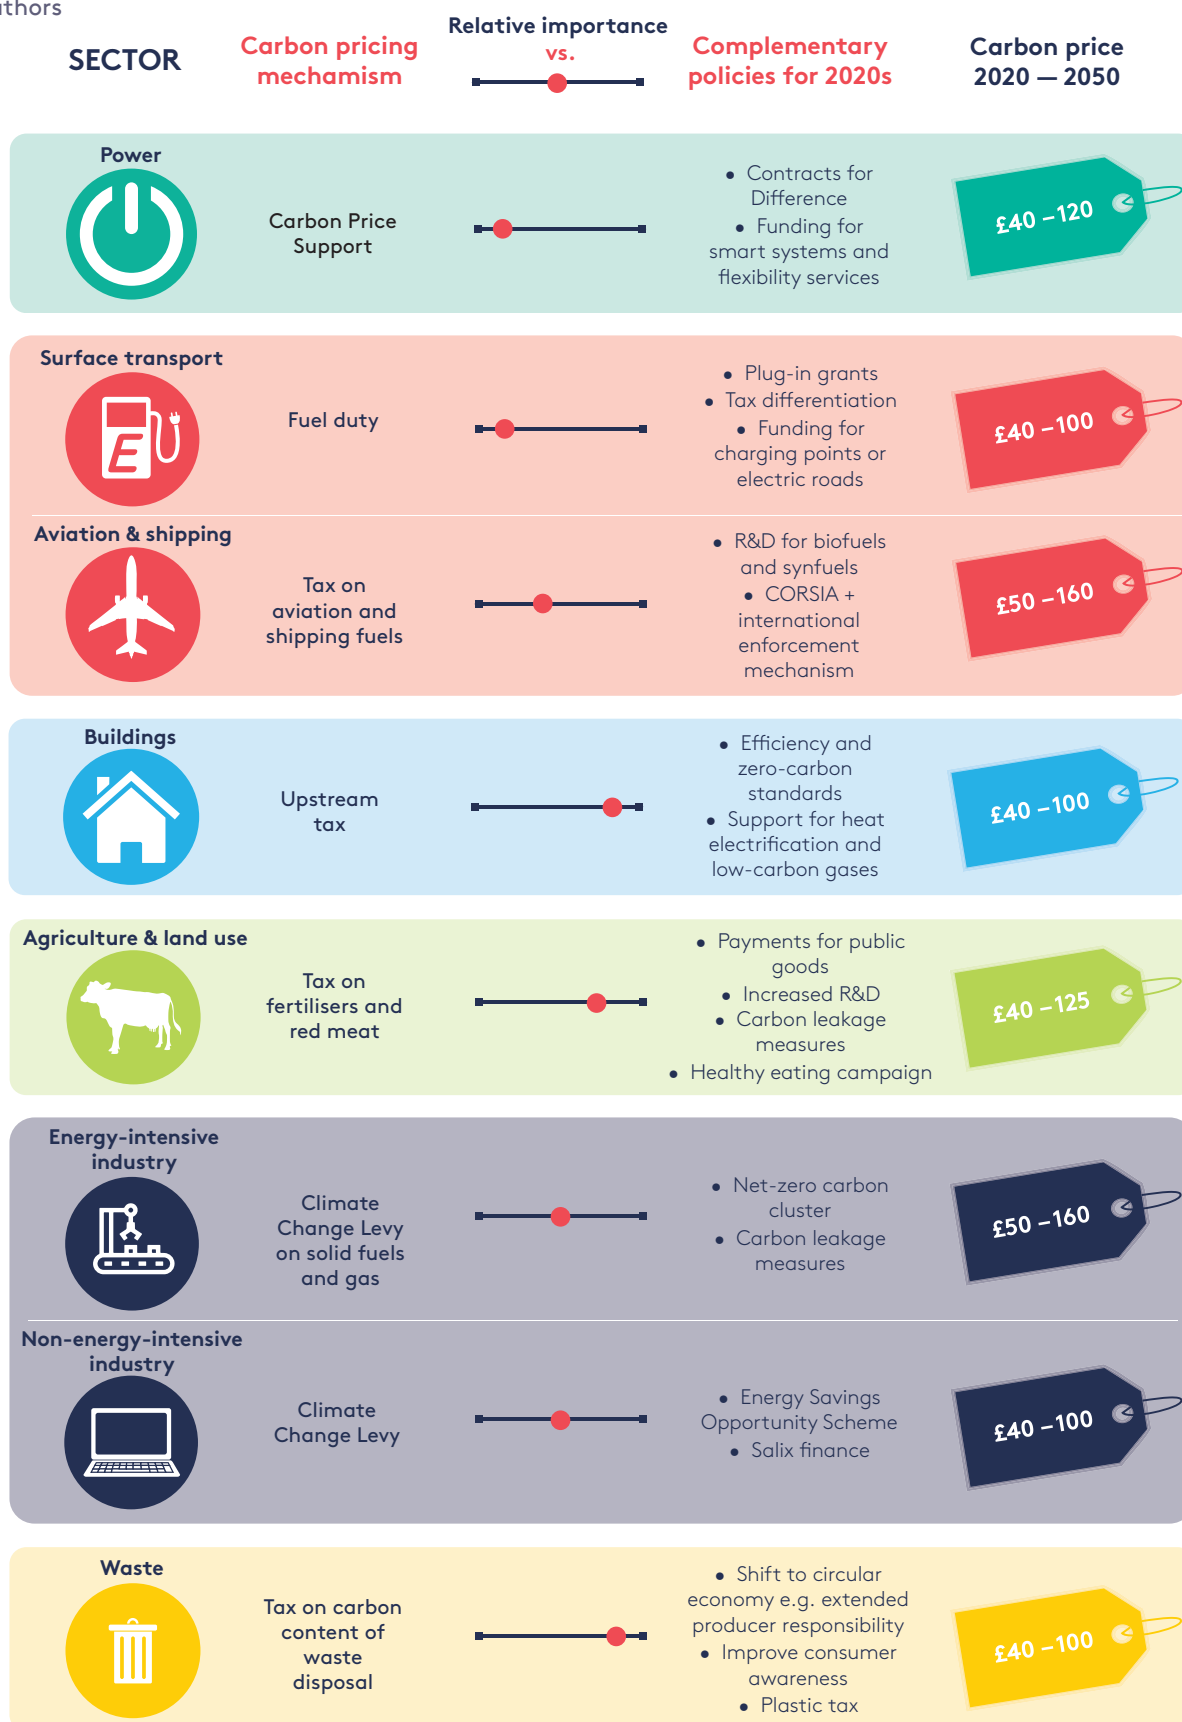 SECTOR
Carbon pricing
mechamism
Relative importance
vs.
Complementary
policies for 2020s
Carbon price
2020 — 2050
Power
Carbon Price
Support
• Contracts for
Difference
• Funding for
smart systems and
flexibility services
£40 –120
Surface transport
E
Fuel duty
• Plug-in grants
• Tax differentiation
• Funding for
charging points or
electric roads
£40 –100
Aviation & shipping
Tax on
aviation and
shipping fuels
• R&D for biofuels
and synfuels
• CORSIA +
international
enforcement
mechanism
£50 –160
Buildings
Upstream
tax
• Efficiency and
zero-carbon
standards
• Support for heat
electrification and
low-carbon gases
£40 –100
Agriculture & land use
Tax on
fertilisers and
red meat
• Payments for public
goods
• Increased R&D
• Carbon leakage
measures
• Healthy eating campaign
£40 –125
Energy-intensive
industry
Climate
Change Levy
on solid fuels
and gas
• Net-zero carbon
cluster
• Carbon leakage
measures
£50 –160
Non-energy-intensive
industry
Climate
Change Levy
• Energy Savings
Opportunity Scheme
• Salix finance
£40 –100
Waste
Tax on carbon
content of
waste
disposal
• Shift to circular
economy e.g. extended
producer responsibility
• Improve consumer
awareness
• Plastic tax
£40 –100